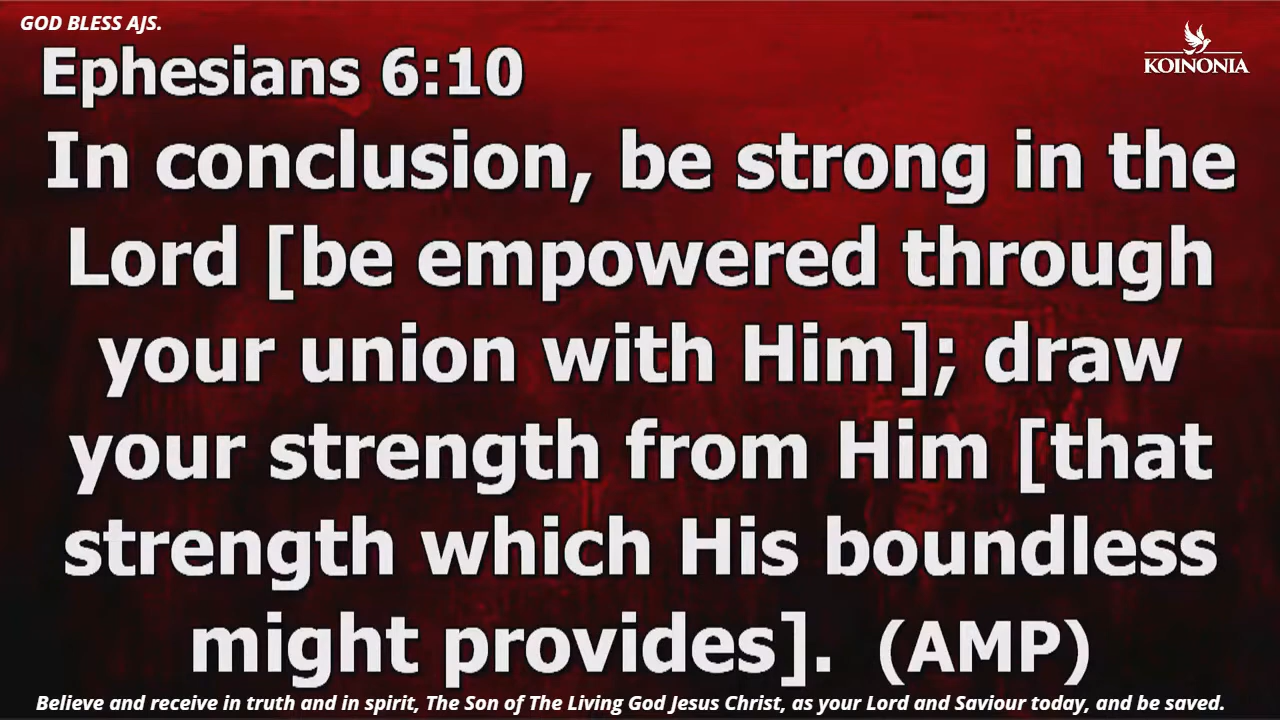 GOD BLESS AJS.
KOINONIA
Ephesians 6:10
In conclusion, be strong in the
Lord [be empowered through
your union with Him]; draw
your strength from Him [that
strength which His boundless
might provides]. (AMP)
Believe and receive in truth and in spirit, The Son of The Living God Jesus Christ, as your Lord and Saviour today, and be saved.